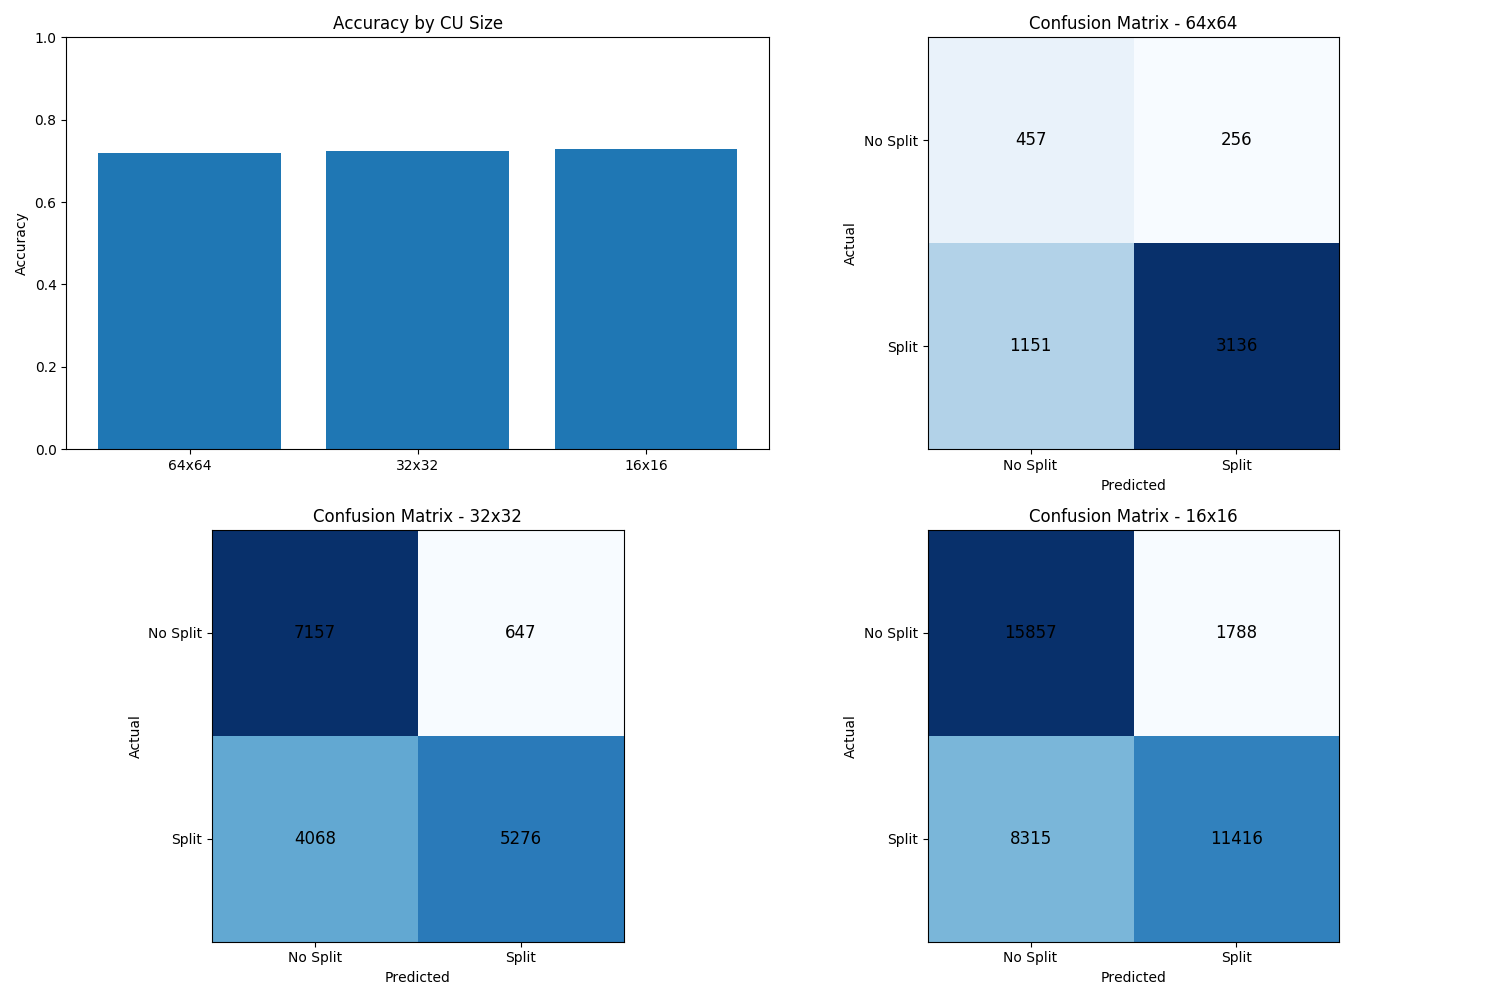 Accuracy by CU Size
1.0
0.8
0.6
0.4
0.2
0.0
Accuracy
64x64 32x32 16x16
Confusion Matrix - 64x64
No Split 457 256
Split 1151 3136
Actual
No Split Split
Predicted
Confusion Matrix - 32x32
No Split 7157 647
Split 4068 5276
Actual
No Split Split
Predicted
Confusion Matrix - 16x16
No Split 15857 1788
Split 8315 11416
Actual
No Split Split
Predicted